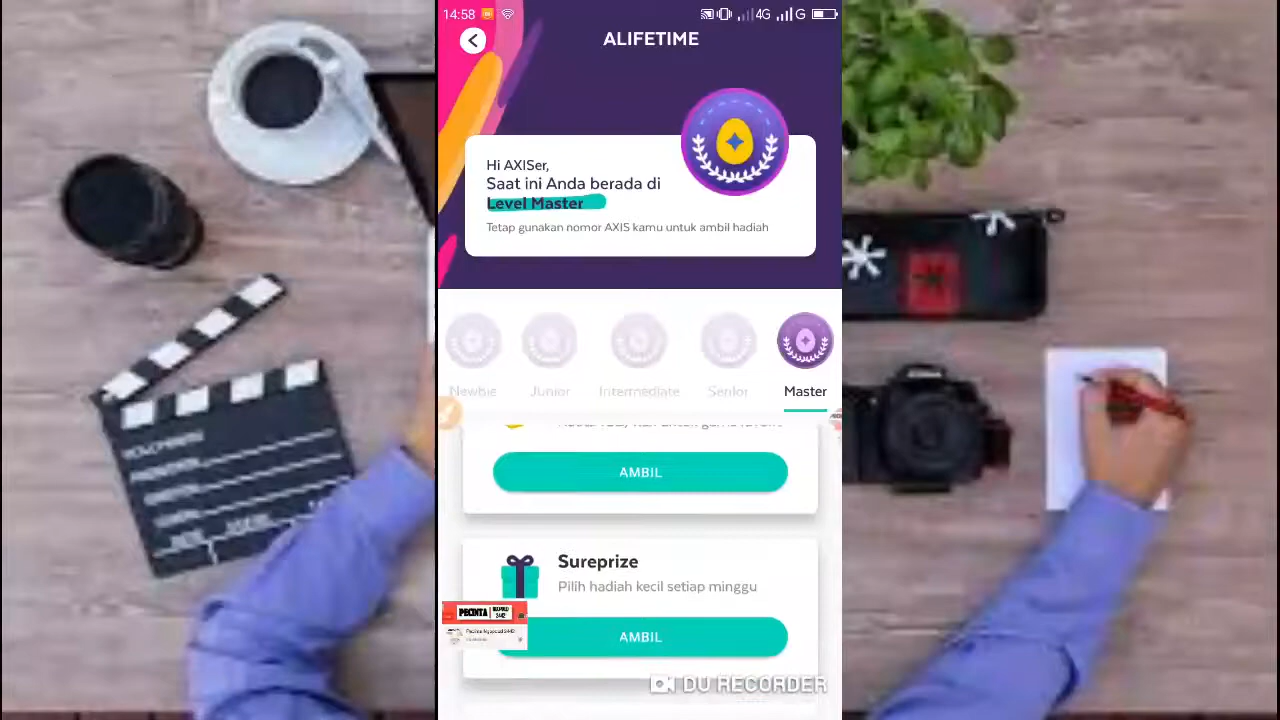 14:58
4G
G
ALIFETIME
Hi AXISer,
Saat ini Anda berada di
Level Master
Tetap gunakan nomor AXIS kamu untuk ambil hadiah
Newbie
Junior
Intermediate
Senior
Master
AMBIL
Sureprize
Pilih hadiah kecil setiap minggu
PECINTA
AMBIL
DU RECORDER